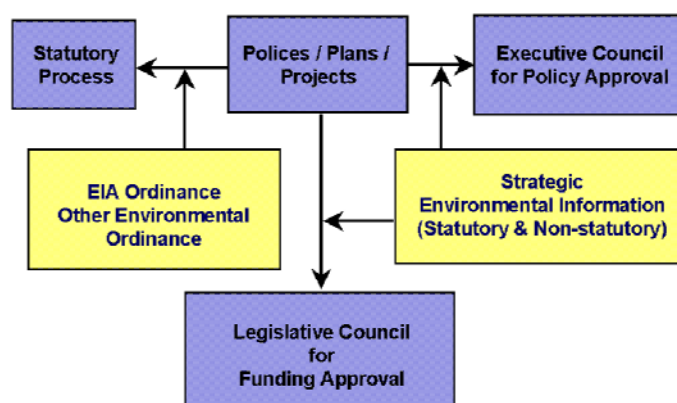 Statutory
Process
Polices / Plans /
Projects
Executive Council
for Policy Approval
EIA Ordinance
Other Environmental
Ordinance
Strategic
Environmental Information
(Statutory & Non-statutory)
Legislative Council
for
Funding Approval